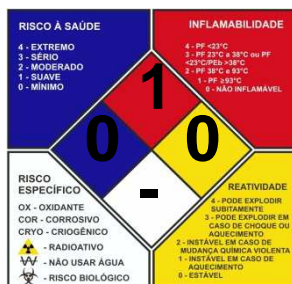 RISCO À SAÚDE
4 - EXTREMO
3 - SÉRIO
2 - MODERADO
1 - SUAVE
0 - MÍNIMO
INFLAMABILIDADE
4 - PF <23°C
3 - PF 23°C e 38°C ou PF
<23°C/PEb >38°C
2 - PF 38°C e 93°C
1 - PF ≥93°C
0 - NÃO INFLAMÁVEL
1
0
0
-
RISCO
ESPECÍFICO
OX - OXIDANTE
COR - CORROSIVO
CRYO - CRIOGÊNICO
- RADIOATIVO
W - NÃO USAR ÁGUA
- RISCO BIOLÓGICO
REATIVIDADE
4 - PODE EXPLODIR
SUBITAMENTE
3 - PODE EXPLODIR EM
CASO DE CHOQUE OU
AQUECIMENTO
2 - INSTÁVEL EM CASO DE
MUDANÇA QUÍMICA VIOLENTA
1 - INSTÁVEL EM CASO DE
AQUECIMENTO
0 - ESTÁVEL